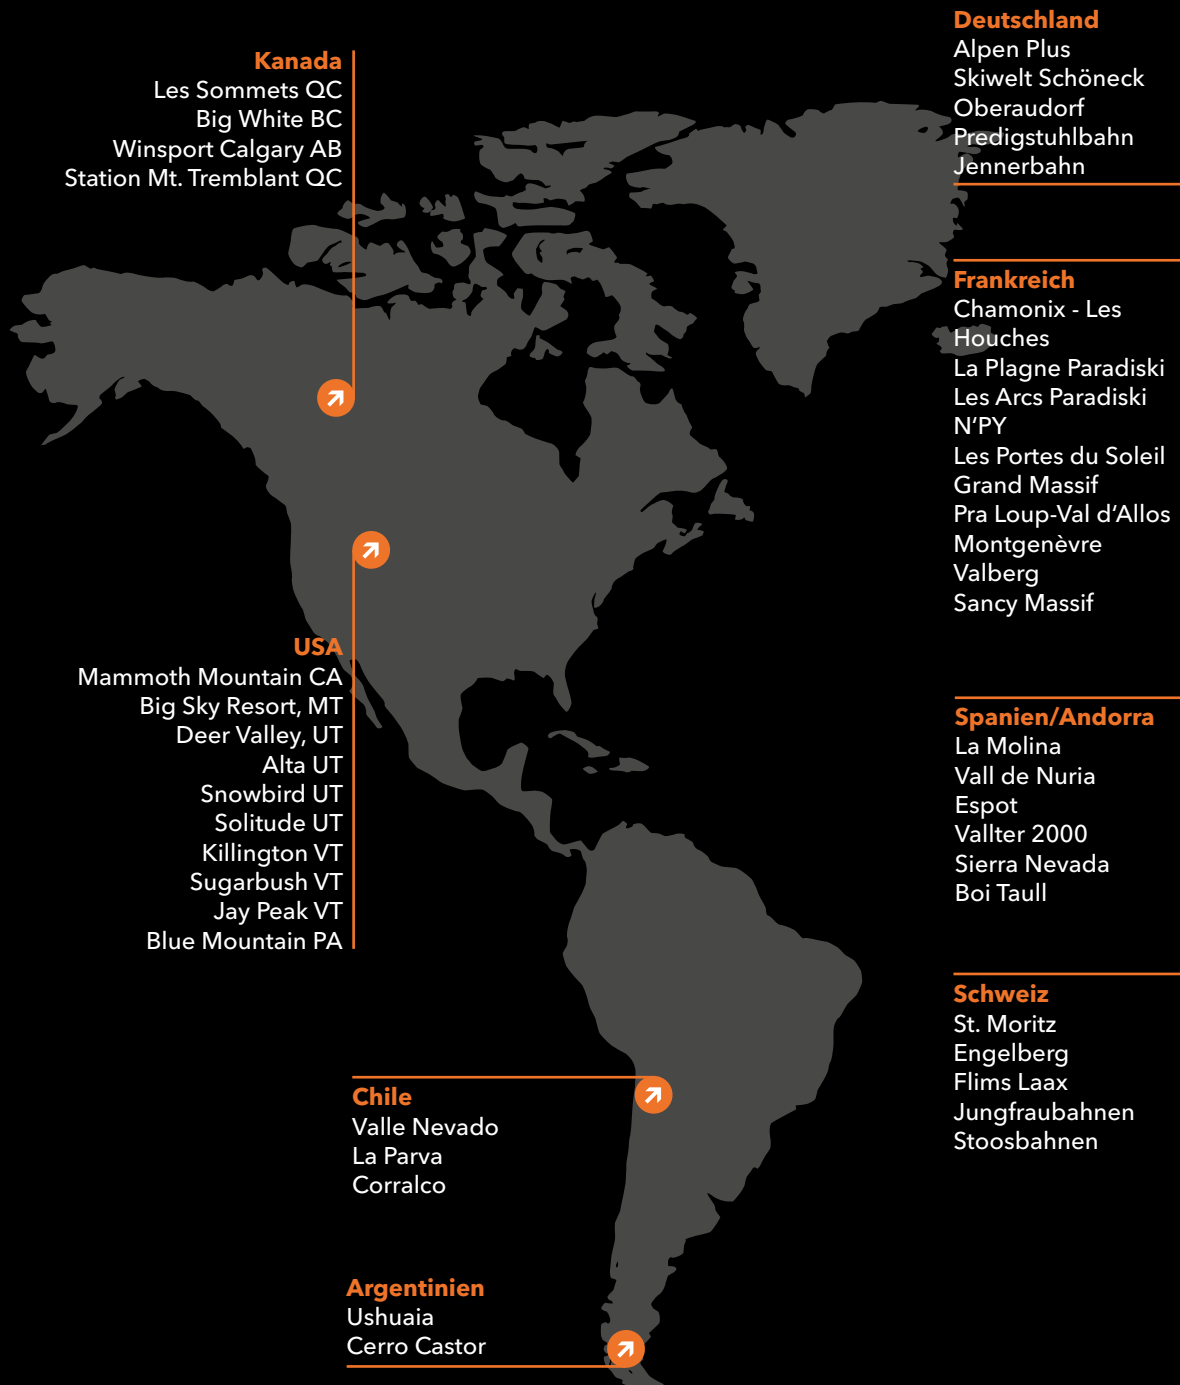 Kanada
Les Sommets QC
Big White BC
Winsport Calgary AB
Station Mt. Tremblant QC
USA
Mammoth Mountain CA
Big Sky Resort, MT
Deer Valley, UT
Alta UT
Snowbird UT
Solitude UT
Killington VT
Sugarbush VT
Jay Peak VT
Blue Mountain PA
Chile
Valle Nevado
La Parva
Corralco
Argentinien
Ushuaia
Cerro Castor
Deutschland
Alpen Plus
Skiwelt Schöneck
Oberaudorf
Predigstuhlbahn
Jennerbahn
Frankreich
Chamonix - Les
Houches
La Plagne Paradiski
Les Arcs Paradiski
N‘PY
Les Portes du Soleil
Grand Massif
Pra Loup-Val d‘Allos
Montgenèvre
Valberg
Sancy Massif
Spanien/Andorra
La Molina
Vall de Nuria
Espot
Vallter 2000
Sierra Nevada
Boi Taull
Schweiz
St. Moritz
Engelberg
Flims Laax
Jungfraubahnen
Stoosbahnen